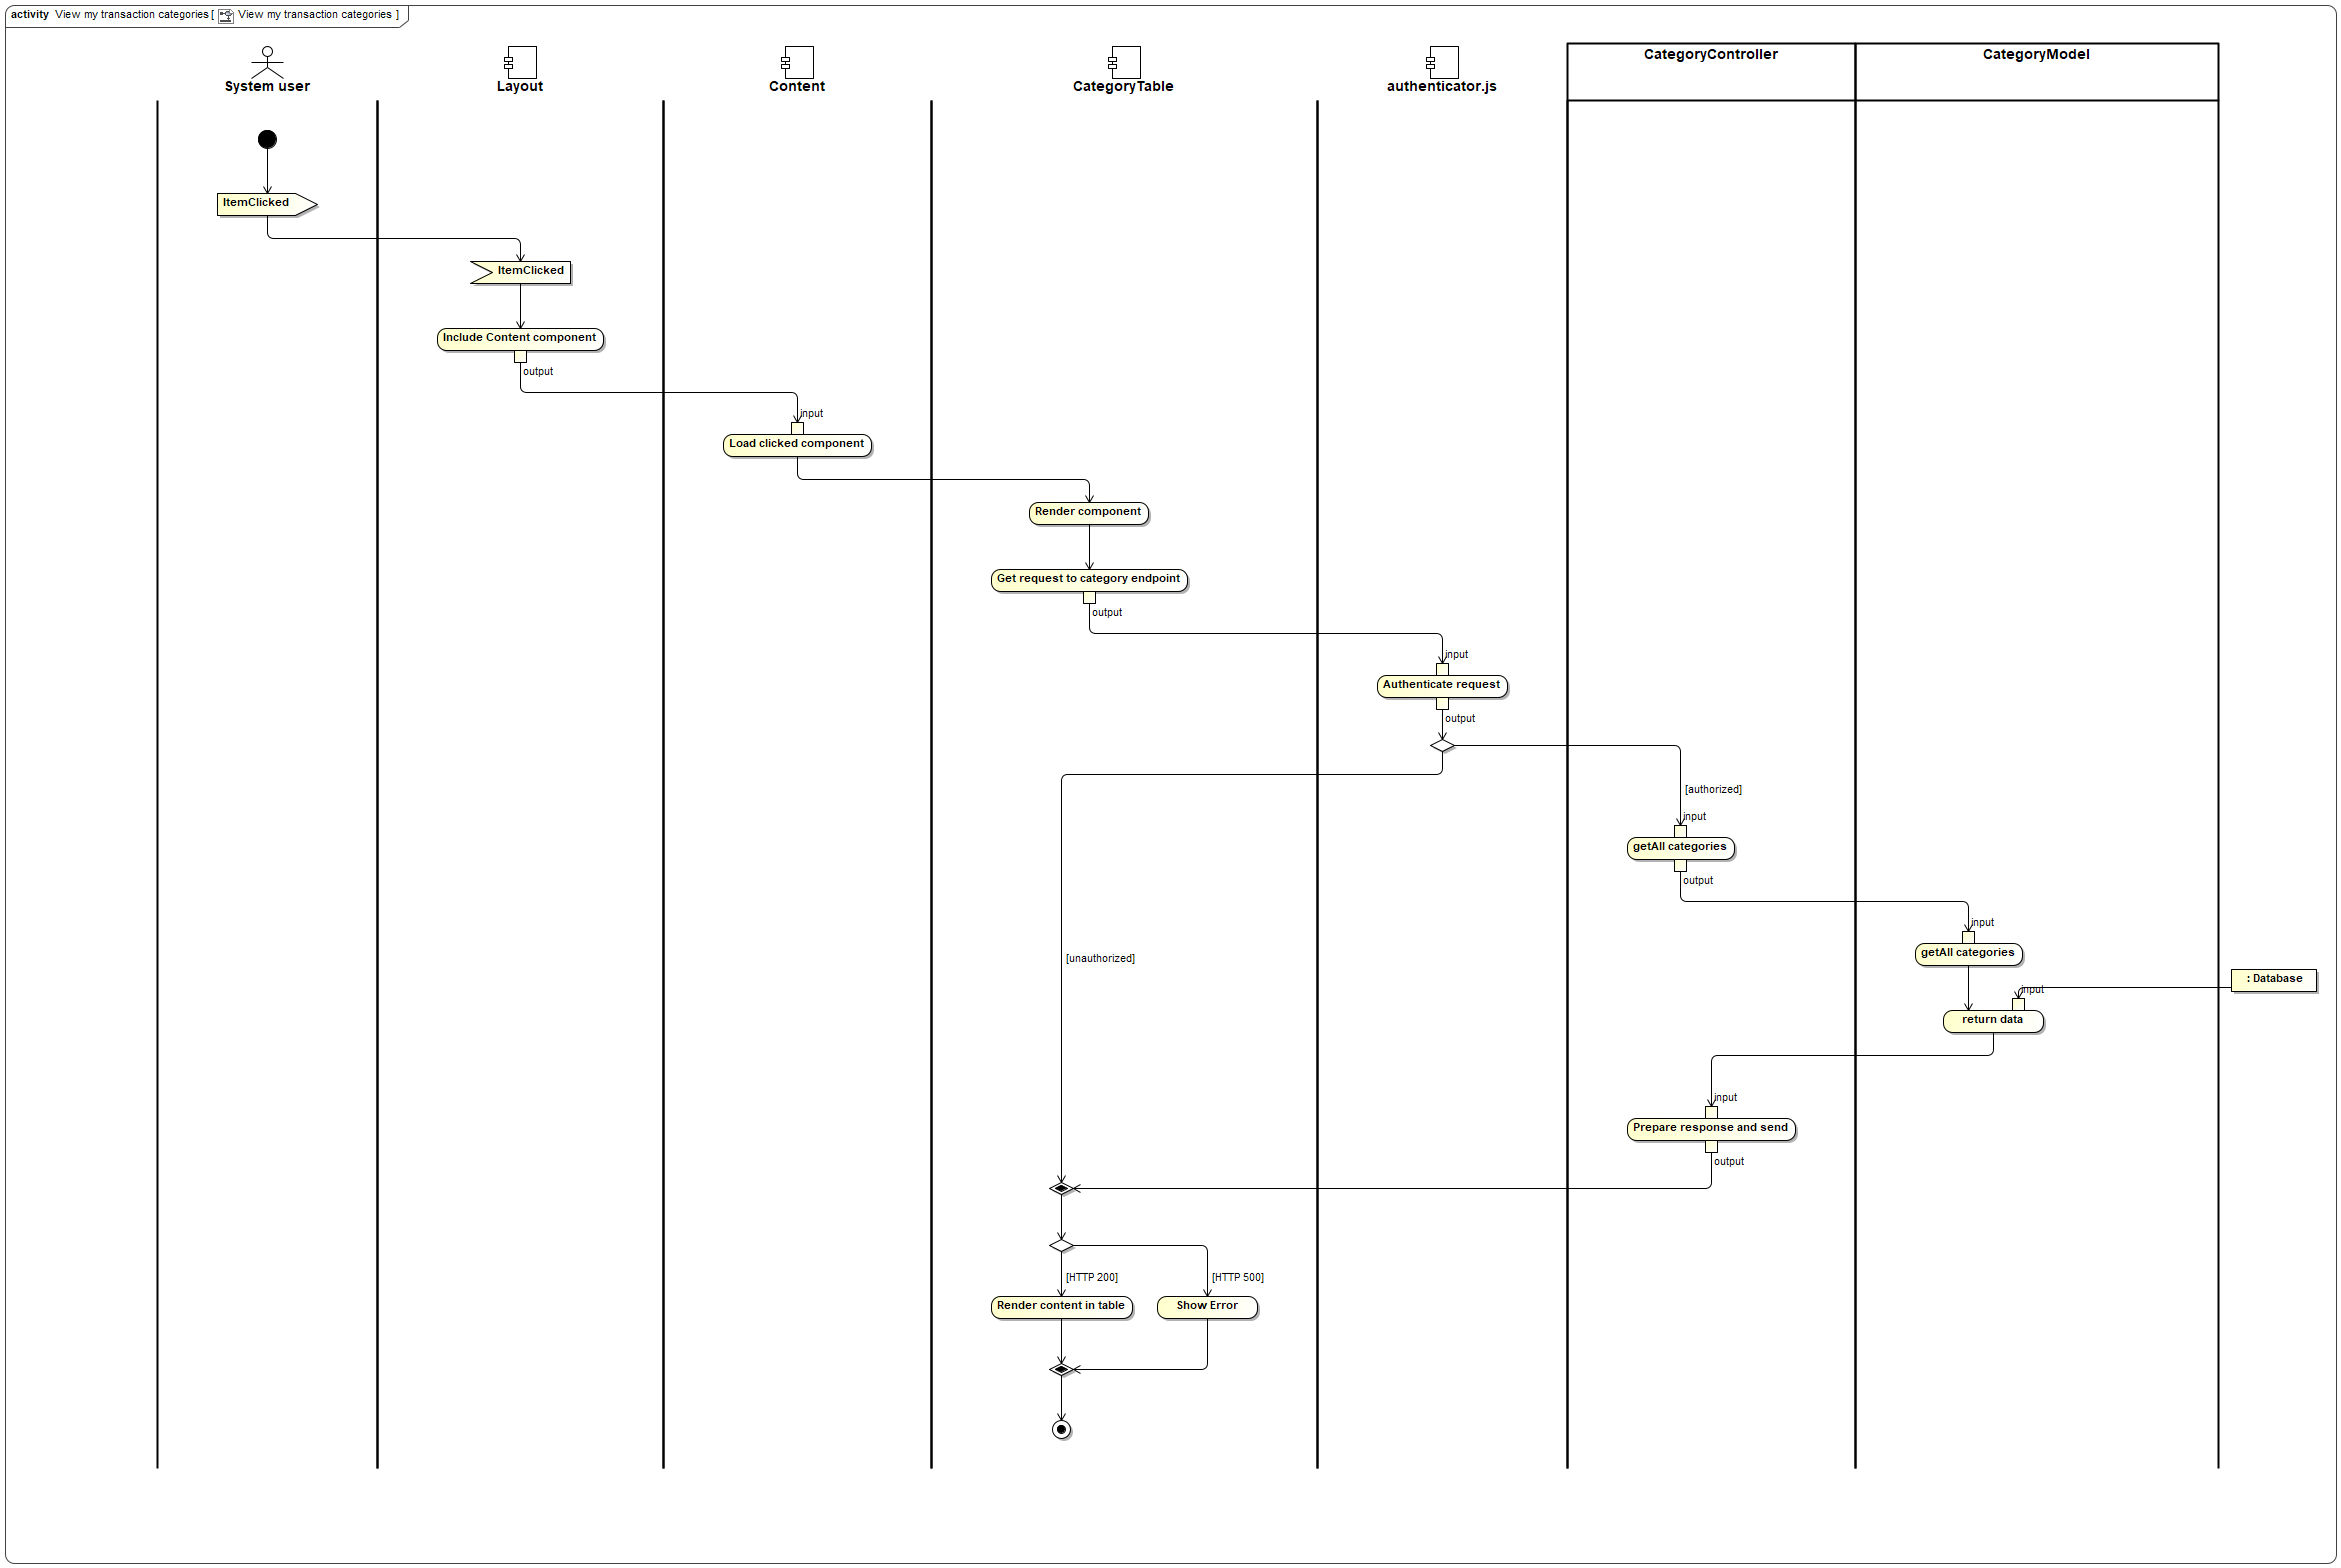 activity View my transaction categories [ View my transaction categories ]
System user
Layout
Content
CategoryTable
authenticator.js
CategoryController
CategoryModel
ItemClicked
ItemClicked
Include Content component
output
input
Load clicked component
Render component
Get request to category endpoint
output
input
Authenticate request
output
[authorized]
input
getAll categories
output
input
getAll categories
[unauthorized]
: Database
input
return data
input
Prepare response and send
output
[HTTP 200]
[HTTP 500]
Render content in table
Show Error